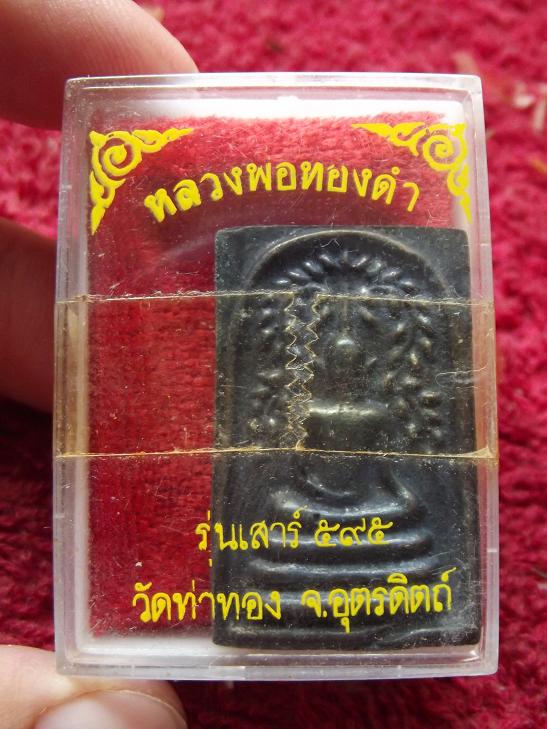 หลวงพ่อทองดำ
รุ่นเสาร์ ๕๙๕
วัดท่าทอง จ.อุตรดิตถ์